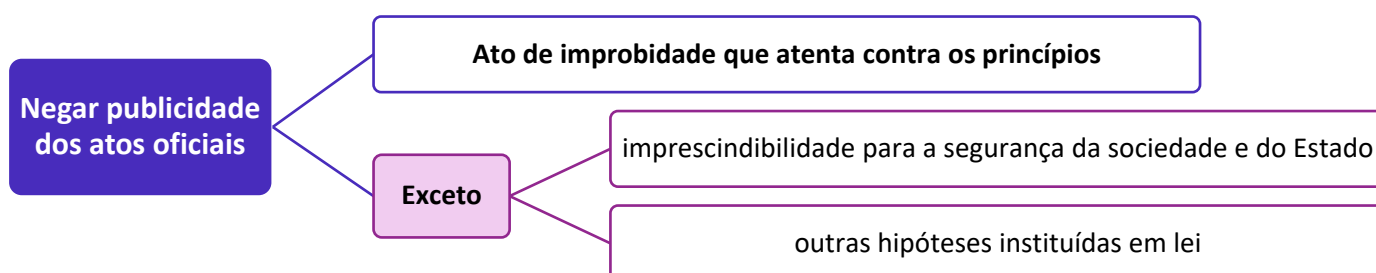 Negar publicidade
dos atos oficiais
Ato de improbidade que atenta contra os princípios
Exceto
imprescindibilidade para a segurança da sociedade e do Estado
outras hipóteses instituídas em lei